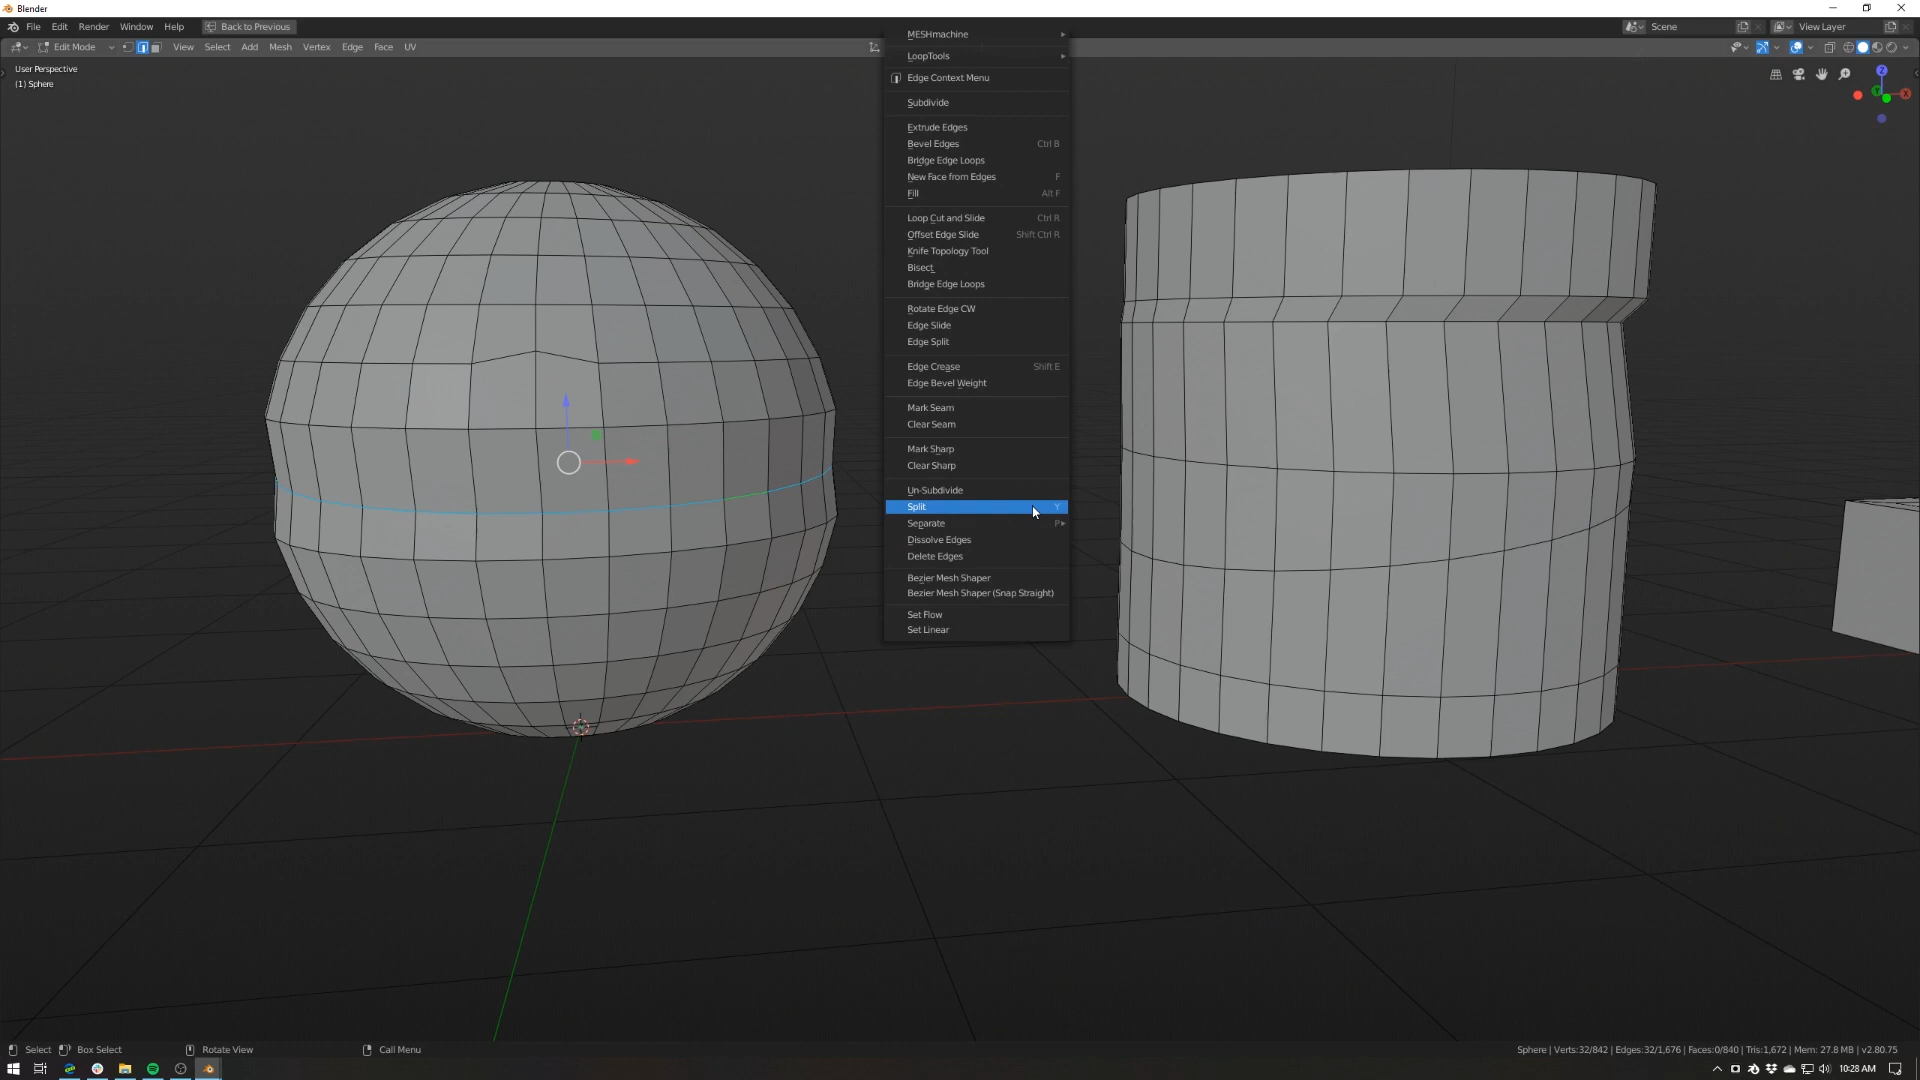 Blender
File Edit Render Window Help Back to Previous Scene View Layer
Edit Mode View Select Add Mesh Vertex Edge Face UV
User Perspective
(1) Sphere
MESHmachine
LoopTools
Edge Context Menu
Subdivide
Extrude Edges
Bevel Edges Ctrl B
Bridge Edge Loops
New Face from Edges F
Fill Alt F
Loop Cut and Slide Ctrl R
Offset Edge Slide Shift Ctrl R
Knife Topology Tool
Bisect
Bridge Edge Loops
Rotate Edge CW
Edge Slide
Edge Split
Edge Crease Shift E
Edge Bevel Weight
Mark Seam
Clear Seam
Mark Sharp
Clear Sharp
Un-Subdivide
Split Y
Separate P
Dissolve Edges
Delete Edges
Bezier Mesh Shaper
Bezier Mesh Shaper (Snap Straight)
Set Flow
Set Linear
Z
X
Y
Select Box Select Rotate View Call Menu
Sphere | Verts:32/842 | Edges:32/1,676 | Faces:0/840 | Tris:1,672 | Mem: 27.8 MB | v2.80.75
10:28 AM